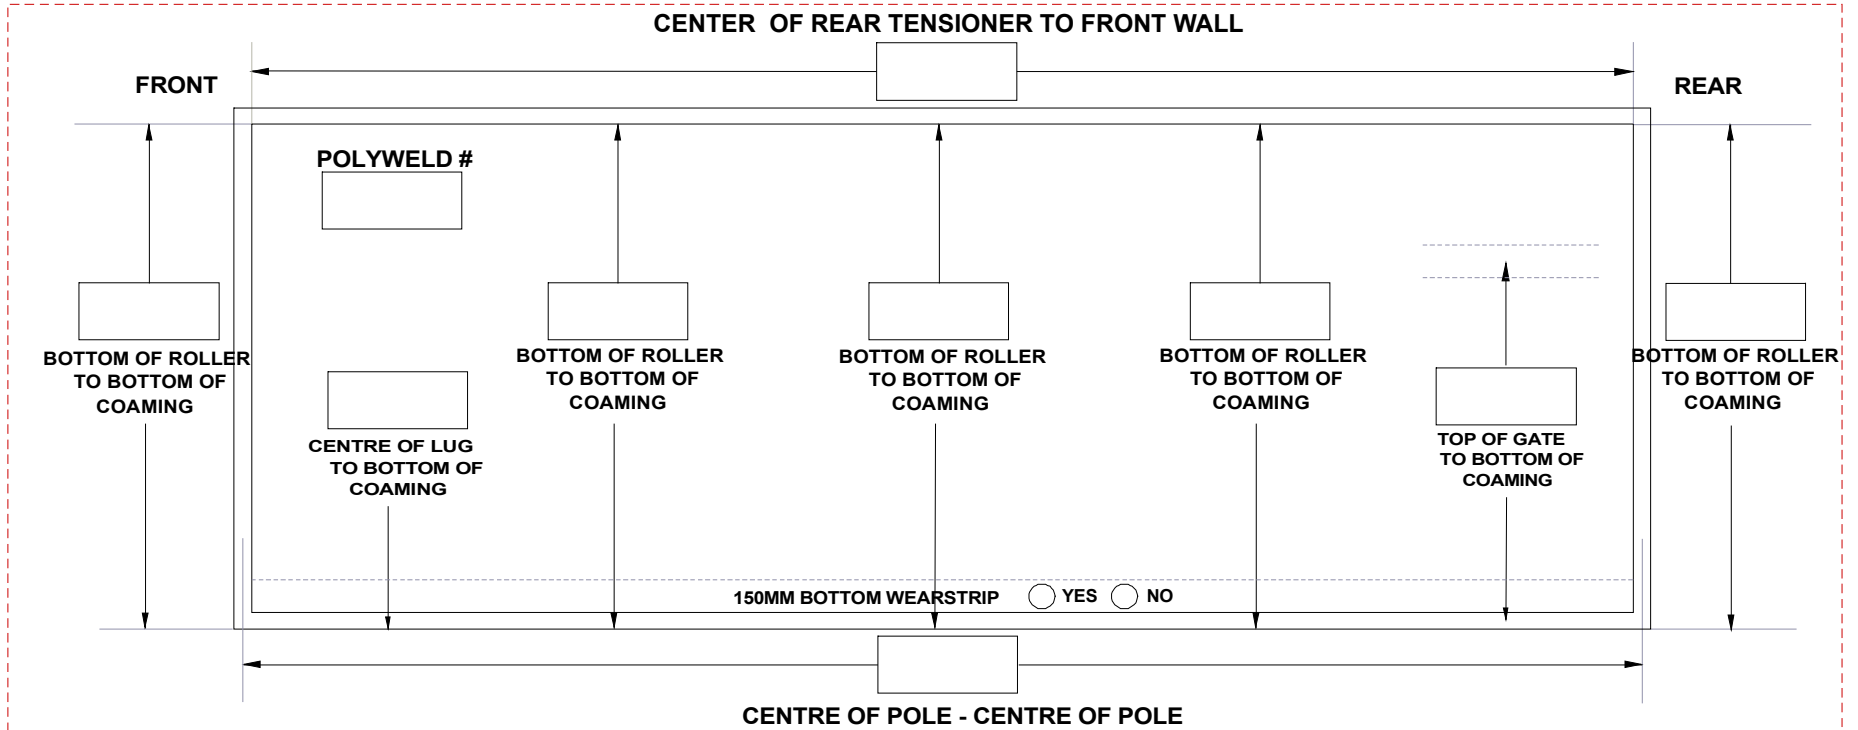 CENTER OF REAR TENSIONER TO FRONT WALL
FRONT
REAR
POLYWELD #
BOTTOM OF ROLLER
TO BOTTOM OF
COAMING
CENTRE OF LUG
TO BOTTOM OF
COAMING
BOTTOM OF ROLLER
TO BOTTOM OF
COAMING
BOTTOM OF ROLLER
TO BOTTOM OF
COAMING
BOTTOM OF ROLLER
TO BOTTOM OF
COAMING
TOP OF GATE
TO BOTTOM OF
COAMING
BOTTOM OF ROLLER
TO BOTTOM OF
COAMING
150MM BOTTOM WEARSTRIP YES NO
CENTRE OF POLE - CENTRE OF POLE